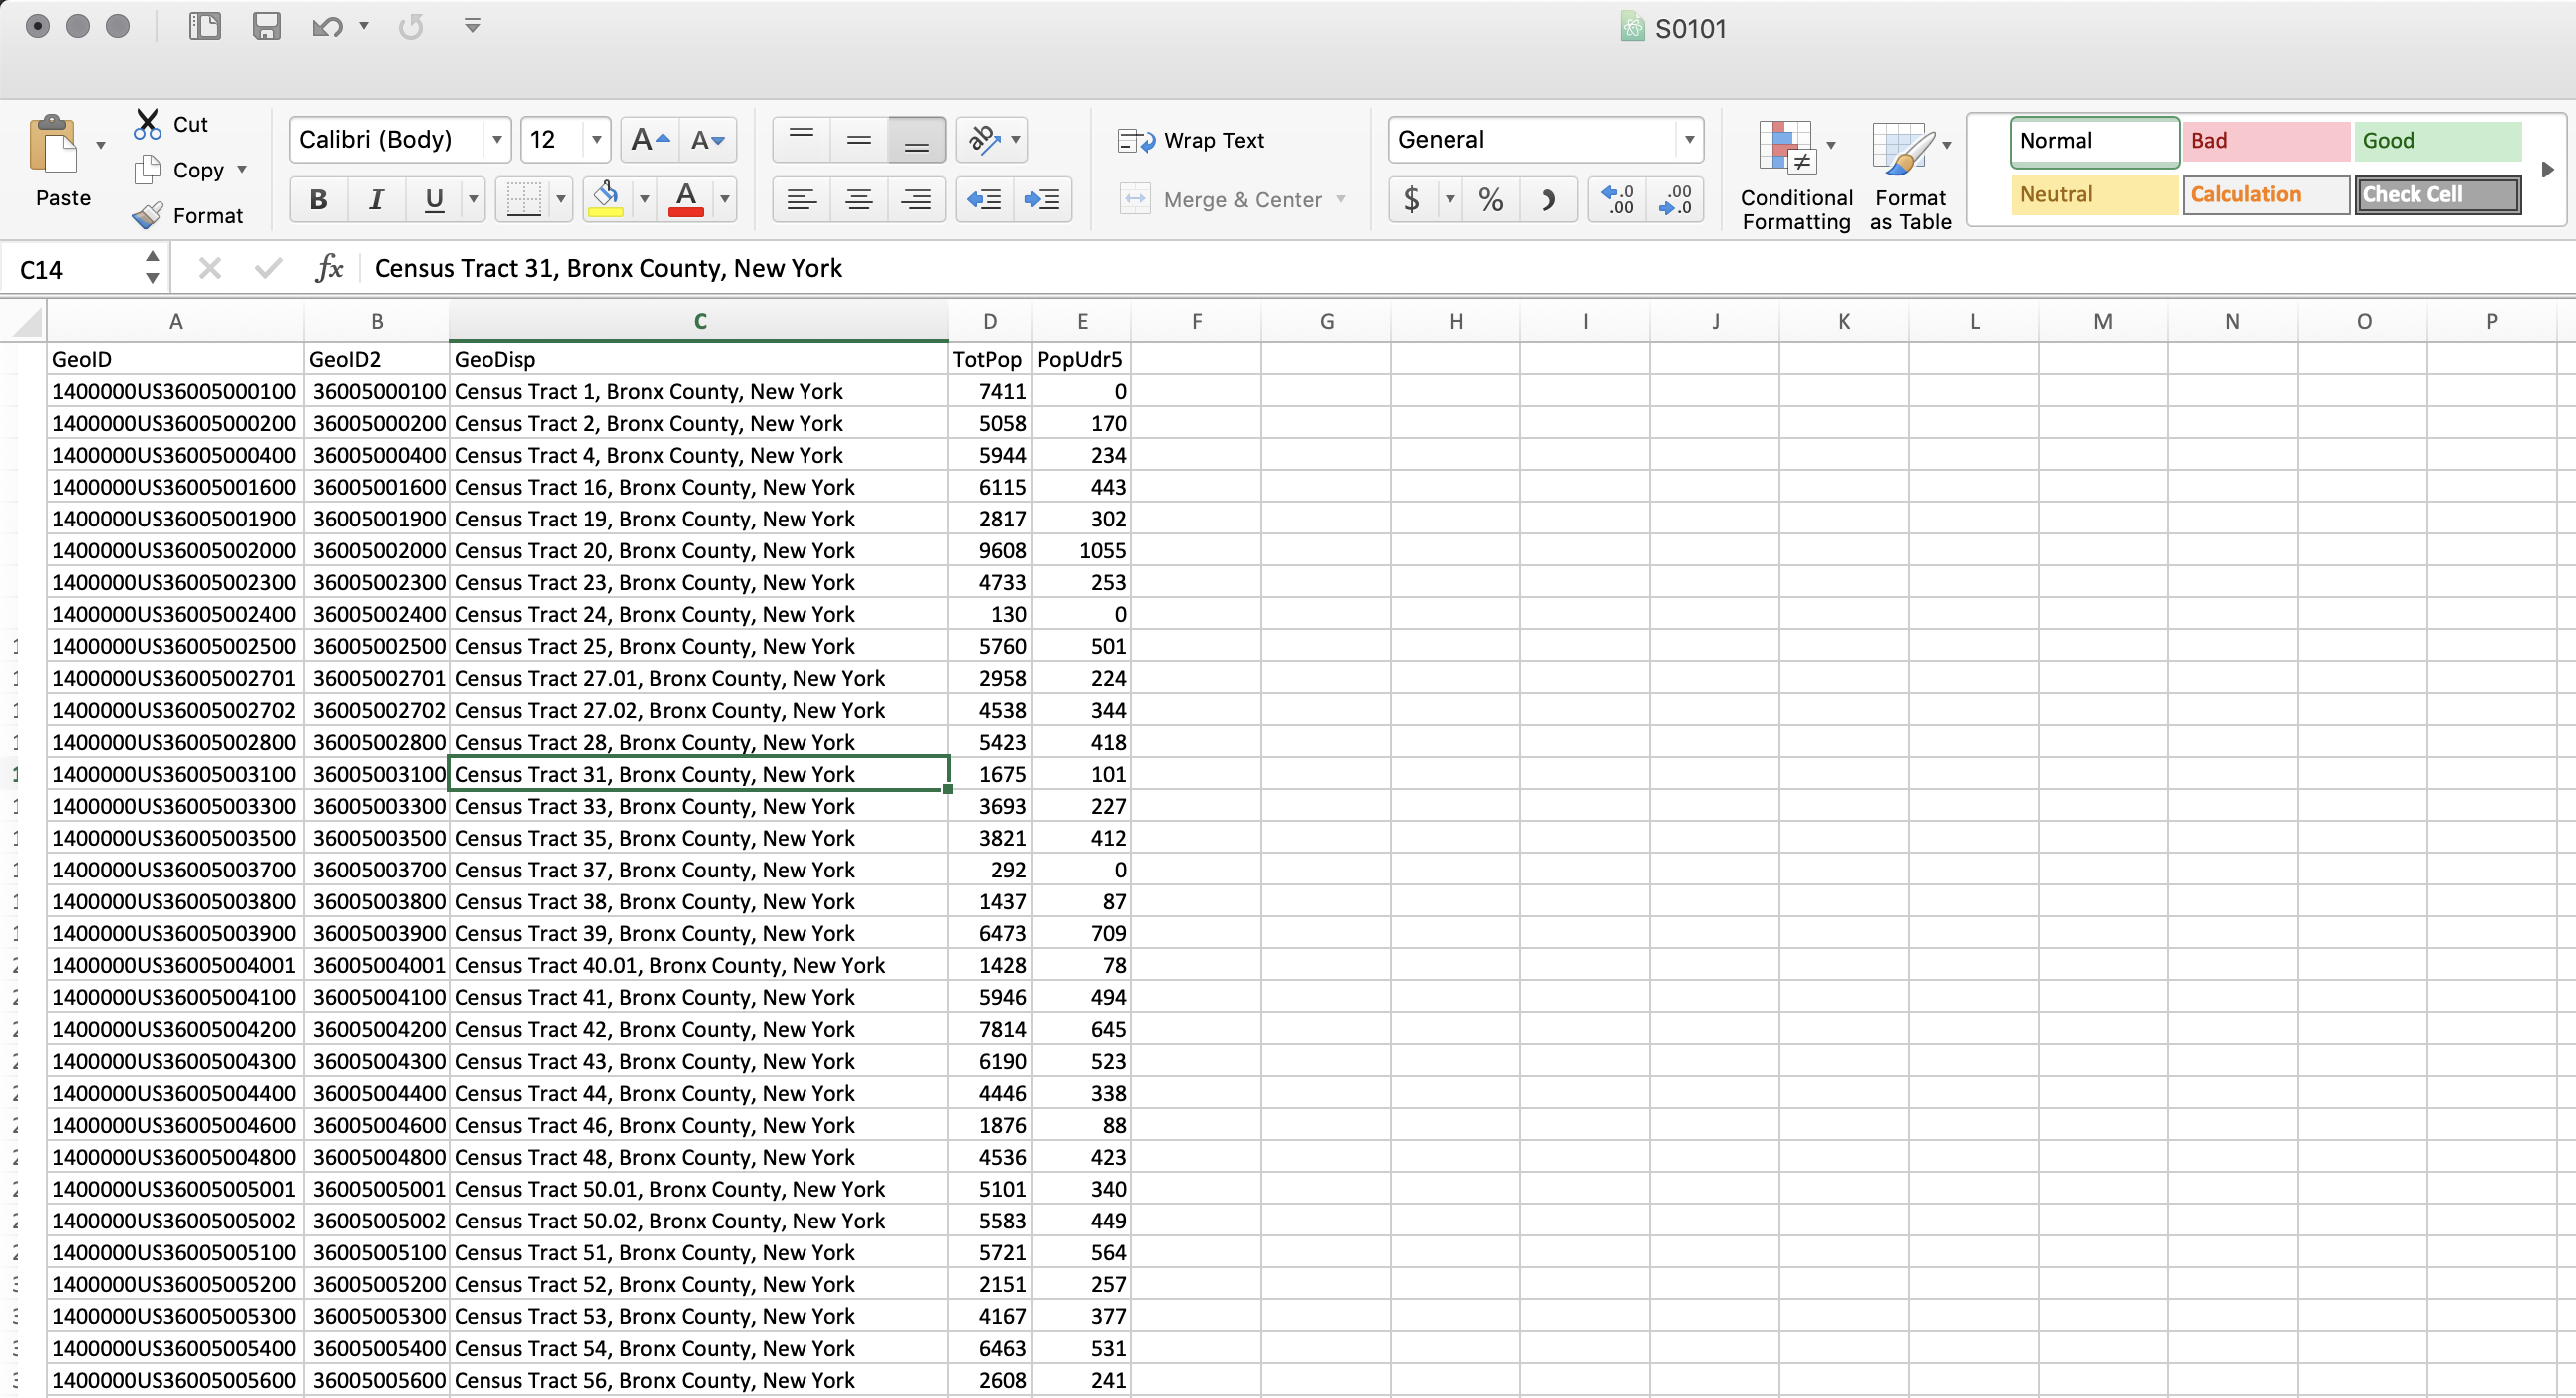 S0101
Paste
Cut
Copy
Format
Calibri (Body)
12
A A
B I U A
ab
Wrap Text
Merge & Center
General
$ % ,
.0 .00
.00 .0
Conditional Formatting
Format as Table
Normal Bad Good
Neutral Calculation Check Cell
C14 fx Census Tract 31, Bronx County, New York
A B C D E F G H I J K L M N O P
GeoID GeoID2 GeoDisp TotPop PopUdr5
1400000US36005000100 36005000100 Census Tract 1, Bronx County, New York 7411 0
1400000US36005000200 36005000200 Census Tract 2, Bronx County, New York 5058 170
1400000US36005000400 36005000400 Census Tract 4, Bronx County, New York 5944 234
1400000US36005001600 36005001600 Census Tract 16, Bronx County, New York 6115 443
1400000US36005001900 36005001900 Census Tract 19, Bronx County, New York 2817 302
1400000US36005002000 36005002000 Census Tract 20, Bronx County, New York 9608 1055
1400000US36005002300 36005002300 Census Tract 23, Bronx County, New York 4733 253
1400000US36005002400 36005002400 Census Tract 24, Bronx County, New York 130 0
1400000US36005002500 36005002500 Census Tract 25, Bronx County, New York 5760 501
1400000US36005002701 36005002701 Census Tract 27.01, Bronx County, New York 2958 224
1400000US36005002702 36005002702 Census Tract 27.02, Bronx County, New York 4538 344
1400000US36005002800 36005002800 Census Tract 28, Bronx County, New York 5423 418
1400000US36005003100 36005003100 Census Tract 31, Bronx County, New York 1675 101
1400000US36005003300 36005003300 Census Tract 33, Bronx County, New York 3693 227
1400000US36005003500 36005003500 Census Tract 35, Bronx County, New York 3821 412
1400000US36005003700 36005003700 Census Tract 37, Bronx County, New York 292 0
1400000US36005003800 36005003800 Census Tract 38, Bronx County, New York 1437 87
1400000US36005003900 36005003900 Census Tract 39, Bronx County, New York 6473 709
1400000US36005004001 36005004001 Census Tract 40.01, Bronx County, New York 1428 78
1400000US36005004100 36005004100 Census Tract 41, Bronx County, New York 5946 494
1400000US36005004200 36005004200 Census Tract 42, Bronx County, New York 7814 645
1400000US36005004300 36005004300 Census Tract 43, Bronx County, New York 6190 523
1400000US36005004400 36005004400 Census Tract 44, Bronx County, New York 4446 338
1400000US36005004600 36005004600 Census Tract 46, Bronx County, New York 1876 88
1400000US36005004800 36005004800 Census Tract 48, Bronx County, New York 4536 423
1400000US36005005001 36005005001 Census Tract 50.01, Bronx County, New York 5101 340
1400000US36005005002 36005005002 Census Tract 50.02, Bronx County, New York 5583 449
1400000US36005005100 36005005100 Census Tract 51, Bronx County, New York 5721 564
1400000US36005005200 36005005200 Census Tract 52, Bronx County, New York 2151 257
1400000US36005005300 36005005300 Census Tract 53, Bronx County, New York 4167 377
1400000US36005005400 36005005400 Census Tract 54, Bronx County, New York 6463 531
1400000US36005005600 36005005600 Census Tract 56, Bronx County, New York 2608 241